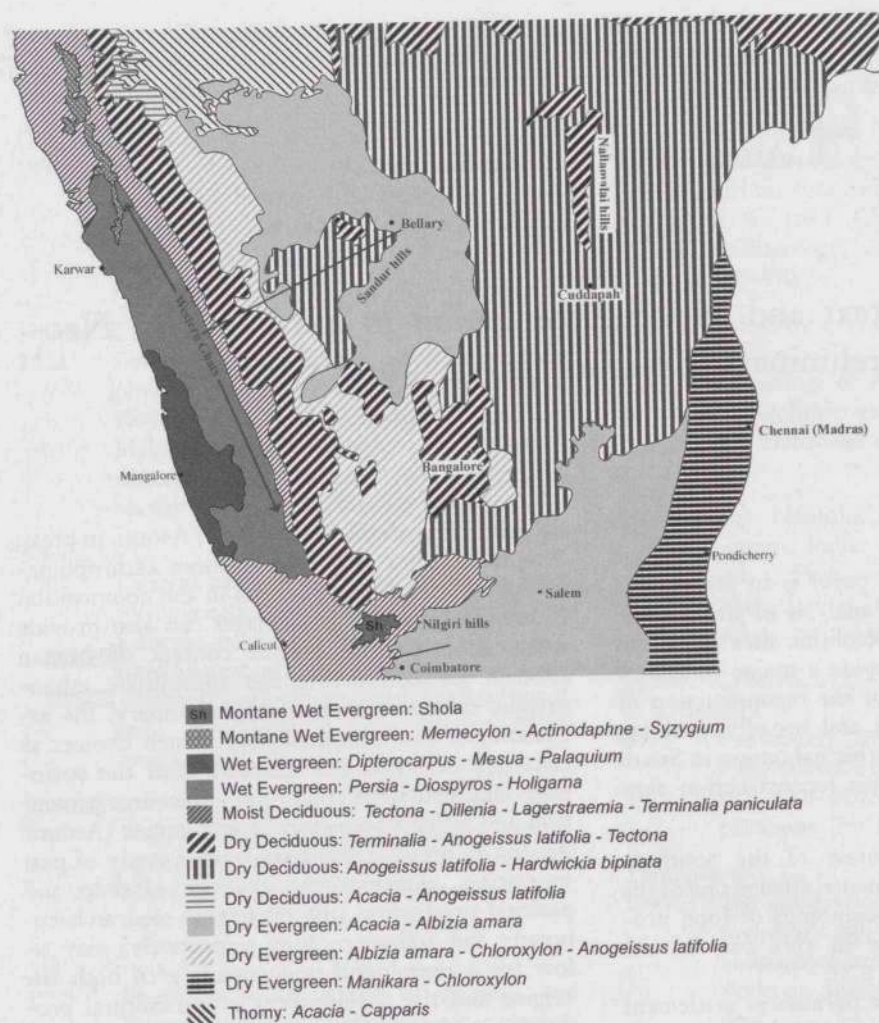 Nallamalai hills
Bellary
Karwar
Sandur hills
Cuddapah
Western Ghats
Chennai (Madras)
Mangalore
Bangalore
Pondicherry
Salem
Sh
Nilgiri hills
Calicut
Coimbatore
Sh Montane Wet Evergreen: Shola
Montane Wet Evergreen: Memecylon - Actinodaphne - Syzygium
Wet Evergreen: Dipterocarpus - Mesua - Palaquium
Wet Evergreen: Persia - Diospyros - Holigarna
Moist Deciduous: Tectona - Dillenia - Lagerstraemia - Terminalia paniculata
Dry Deciduous: Terminalia - Anogeissus latifolia - Tectona
Dry Deciduous: Anogeissus latifolia - Hardwickia bipinata
Dry Deciduous: Acacia - Anogeissus latifolia
Dry Evergreen: Acacia - Albizia amara
Dry Evergreen: Albizia amara - Chloroxylon - Anogeissus latifolia
Dry Evergreen: Manikara - Chloroxylon
Thorny: Acacia - Capparis